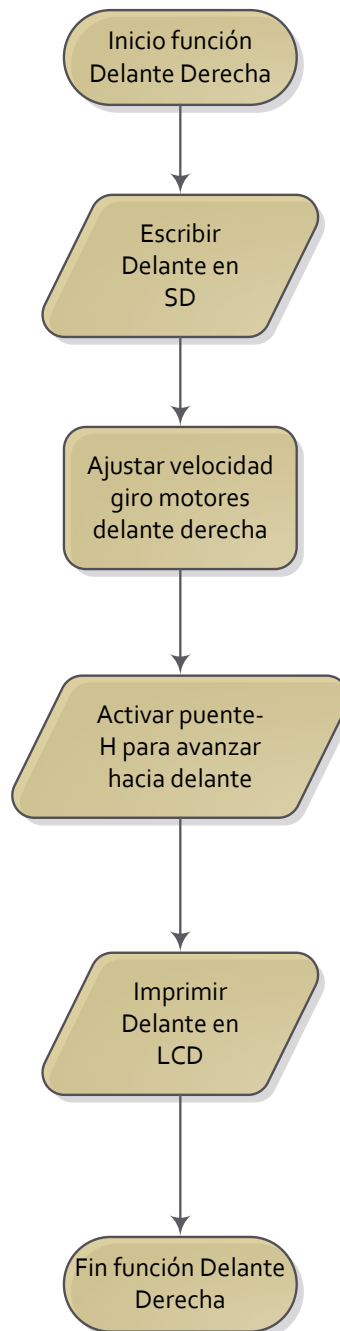 Inicio función
Delante Derecha
Escribir
Delante en
SD
Ajustar velocidad
giro motores
delante derecha
Activar puente-
H para avanzar
hacia delante
Imprimir
Delante en
LCD
Fin función Delante
Derecha